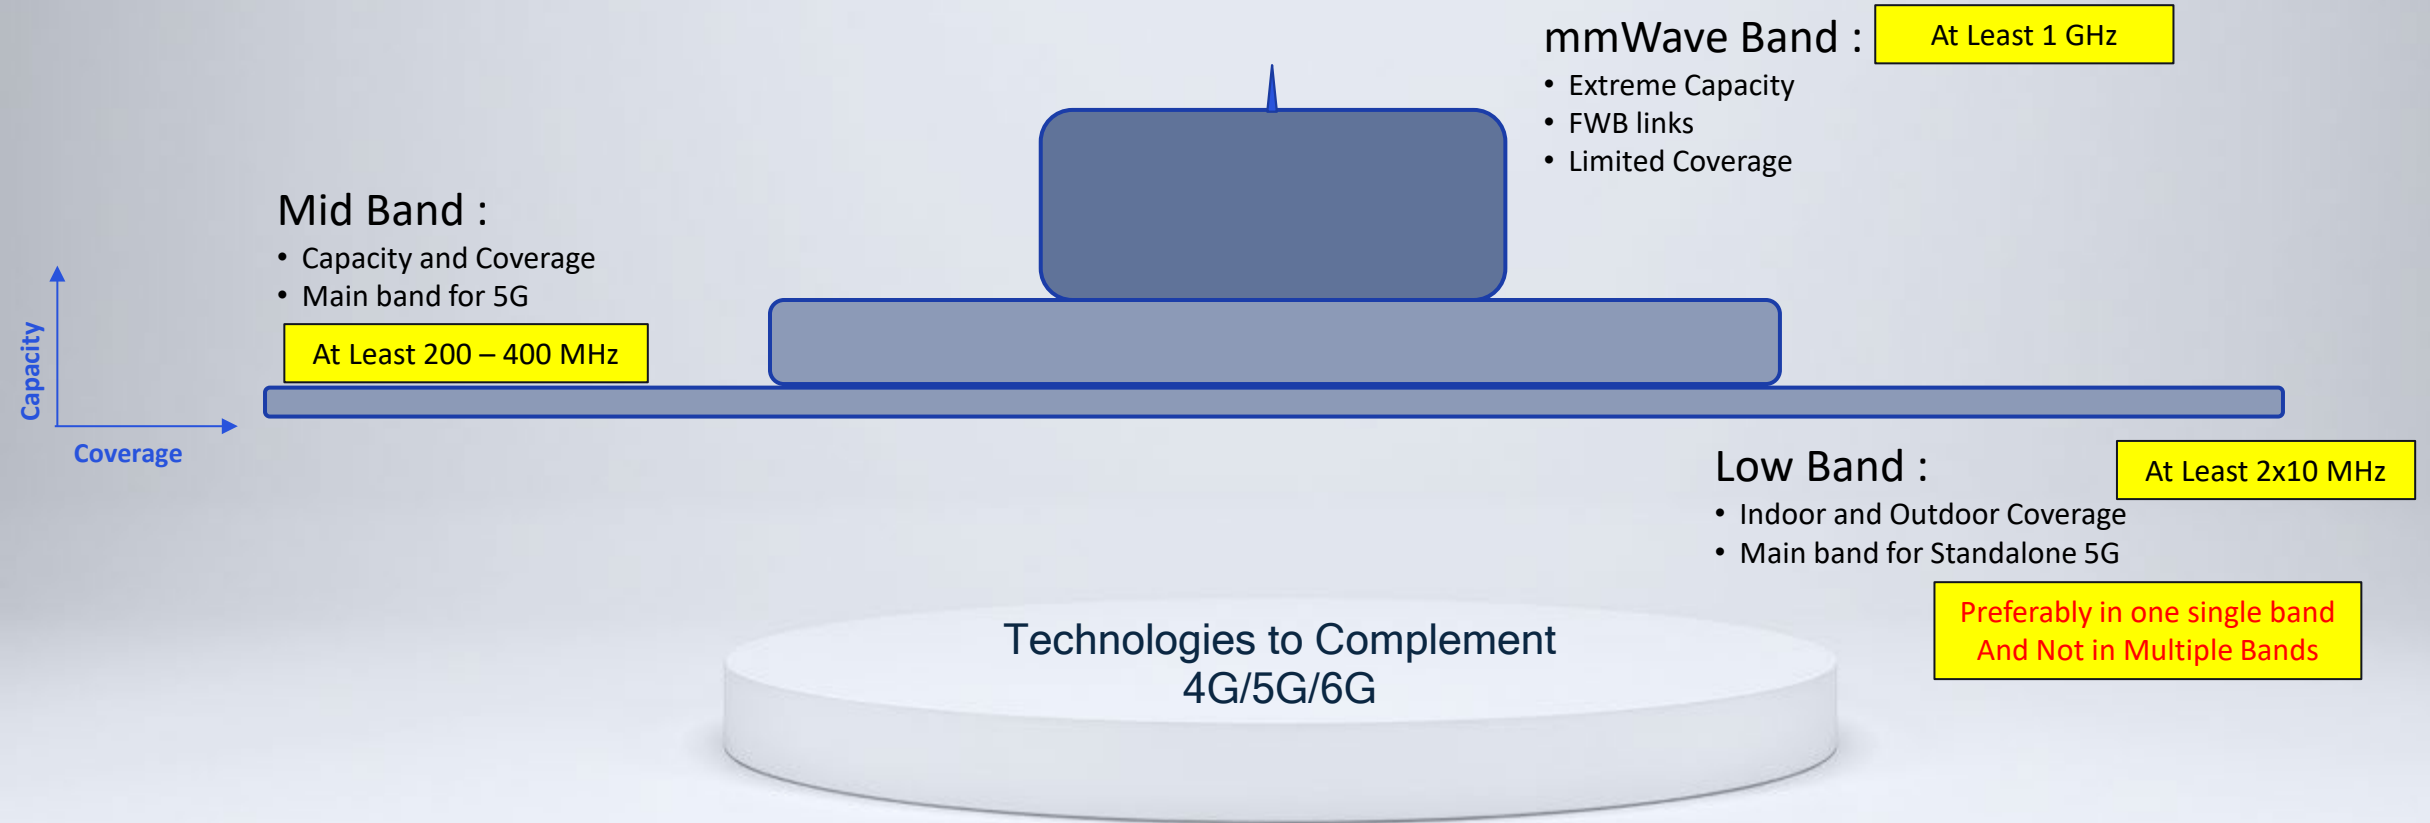 mmWave Band :
At Least 1 GHz
• Extreme Capacity
• FWB links
• Limited Coverage
Mid Band :
• Capacity and Coverage
• Main band for 5G
At Least 200 – 400 MHz
Capacity
Coverage
Low Band :
At Least 2x10 MHz
• Indoor and Outdoor Coverage
• Main band for Standalone 5G
Preferably in one single band
And Not in Multiple Bands
Technologies to Complement
4G/5G/6G